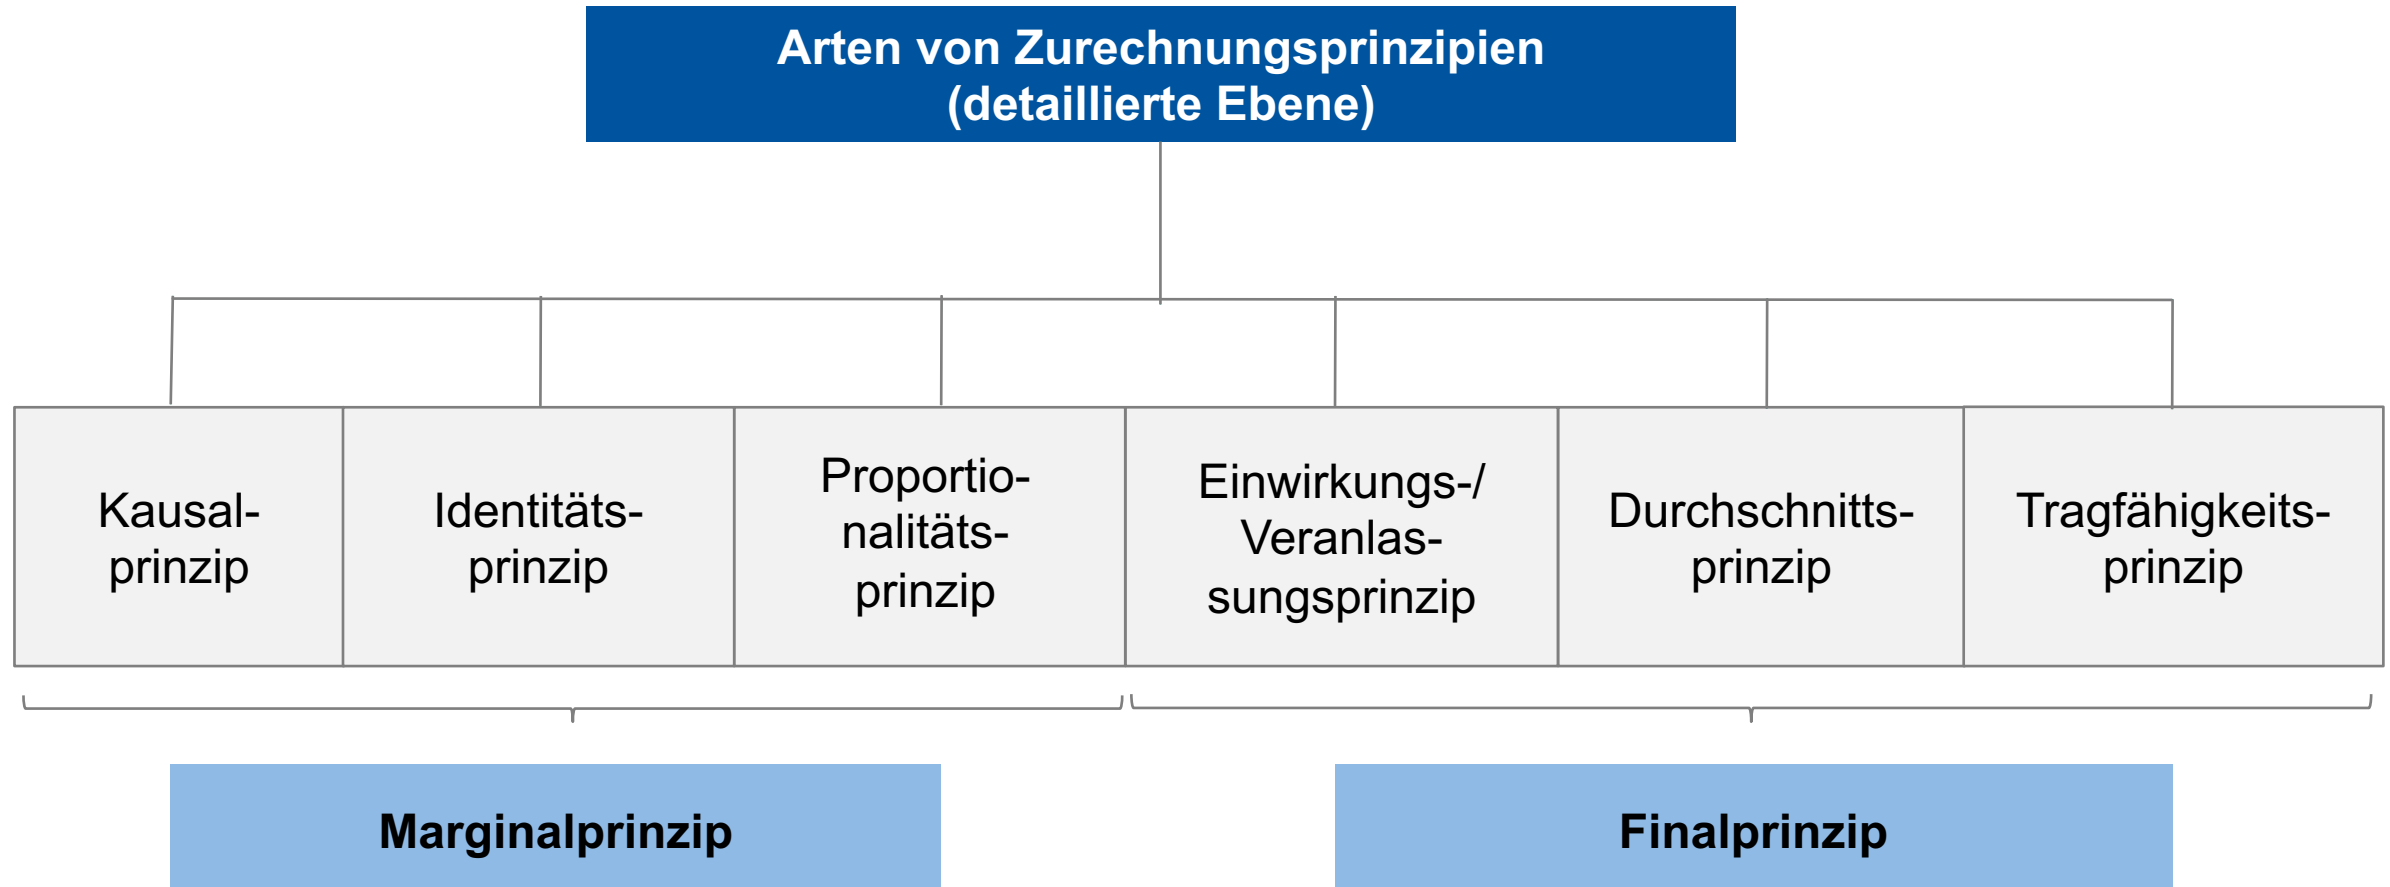 Arten von Zurechnungsprinzipien
(detaillierte Ebene)
Kausal-
prinzip
Identitäts-
prinzip
Proportio-
nalitäts-
prinzip
Einwirkungs-/
Veranlas-
sungsprinzip
Durchschnitts-
prinzip
Tragfähigkeits-
prinzip
Marginalprinzip
Finalprinzip